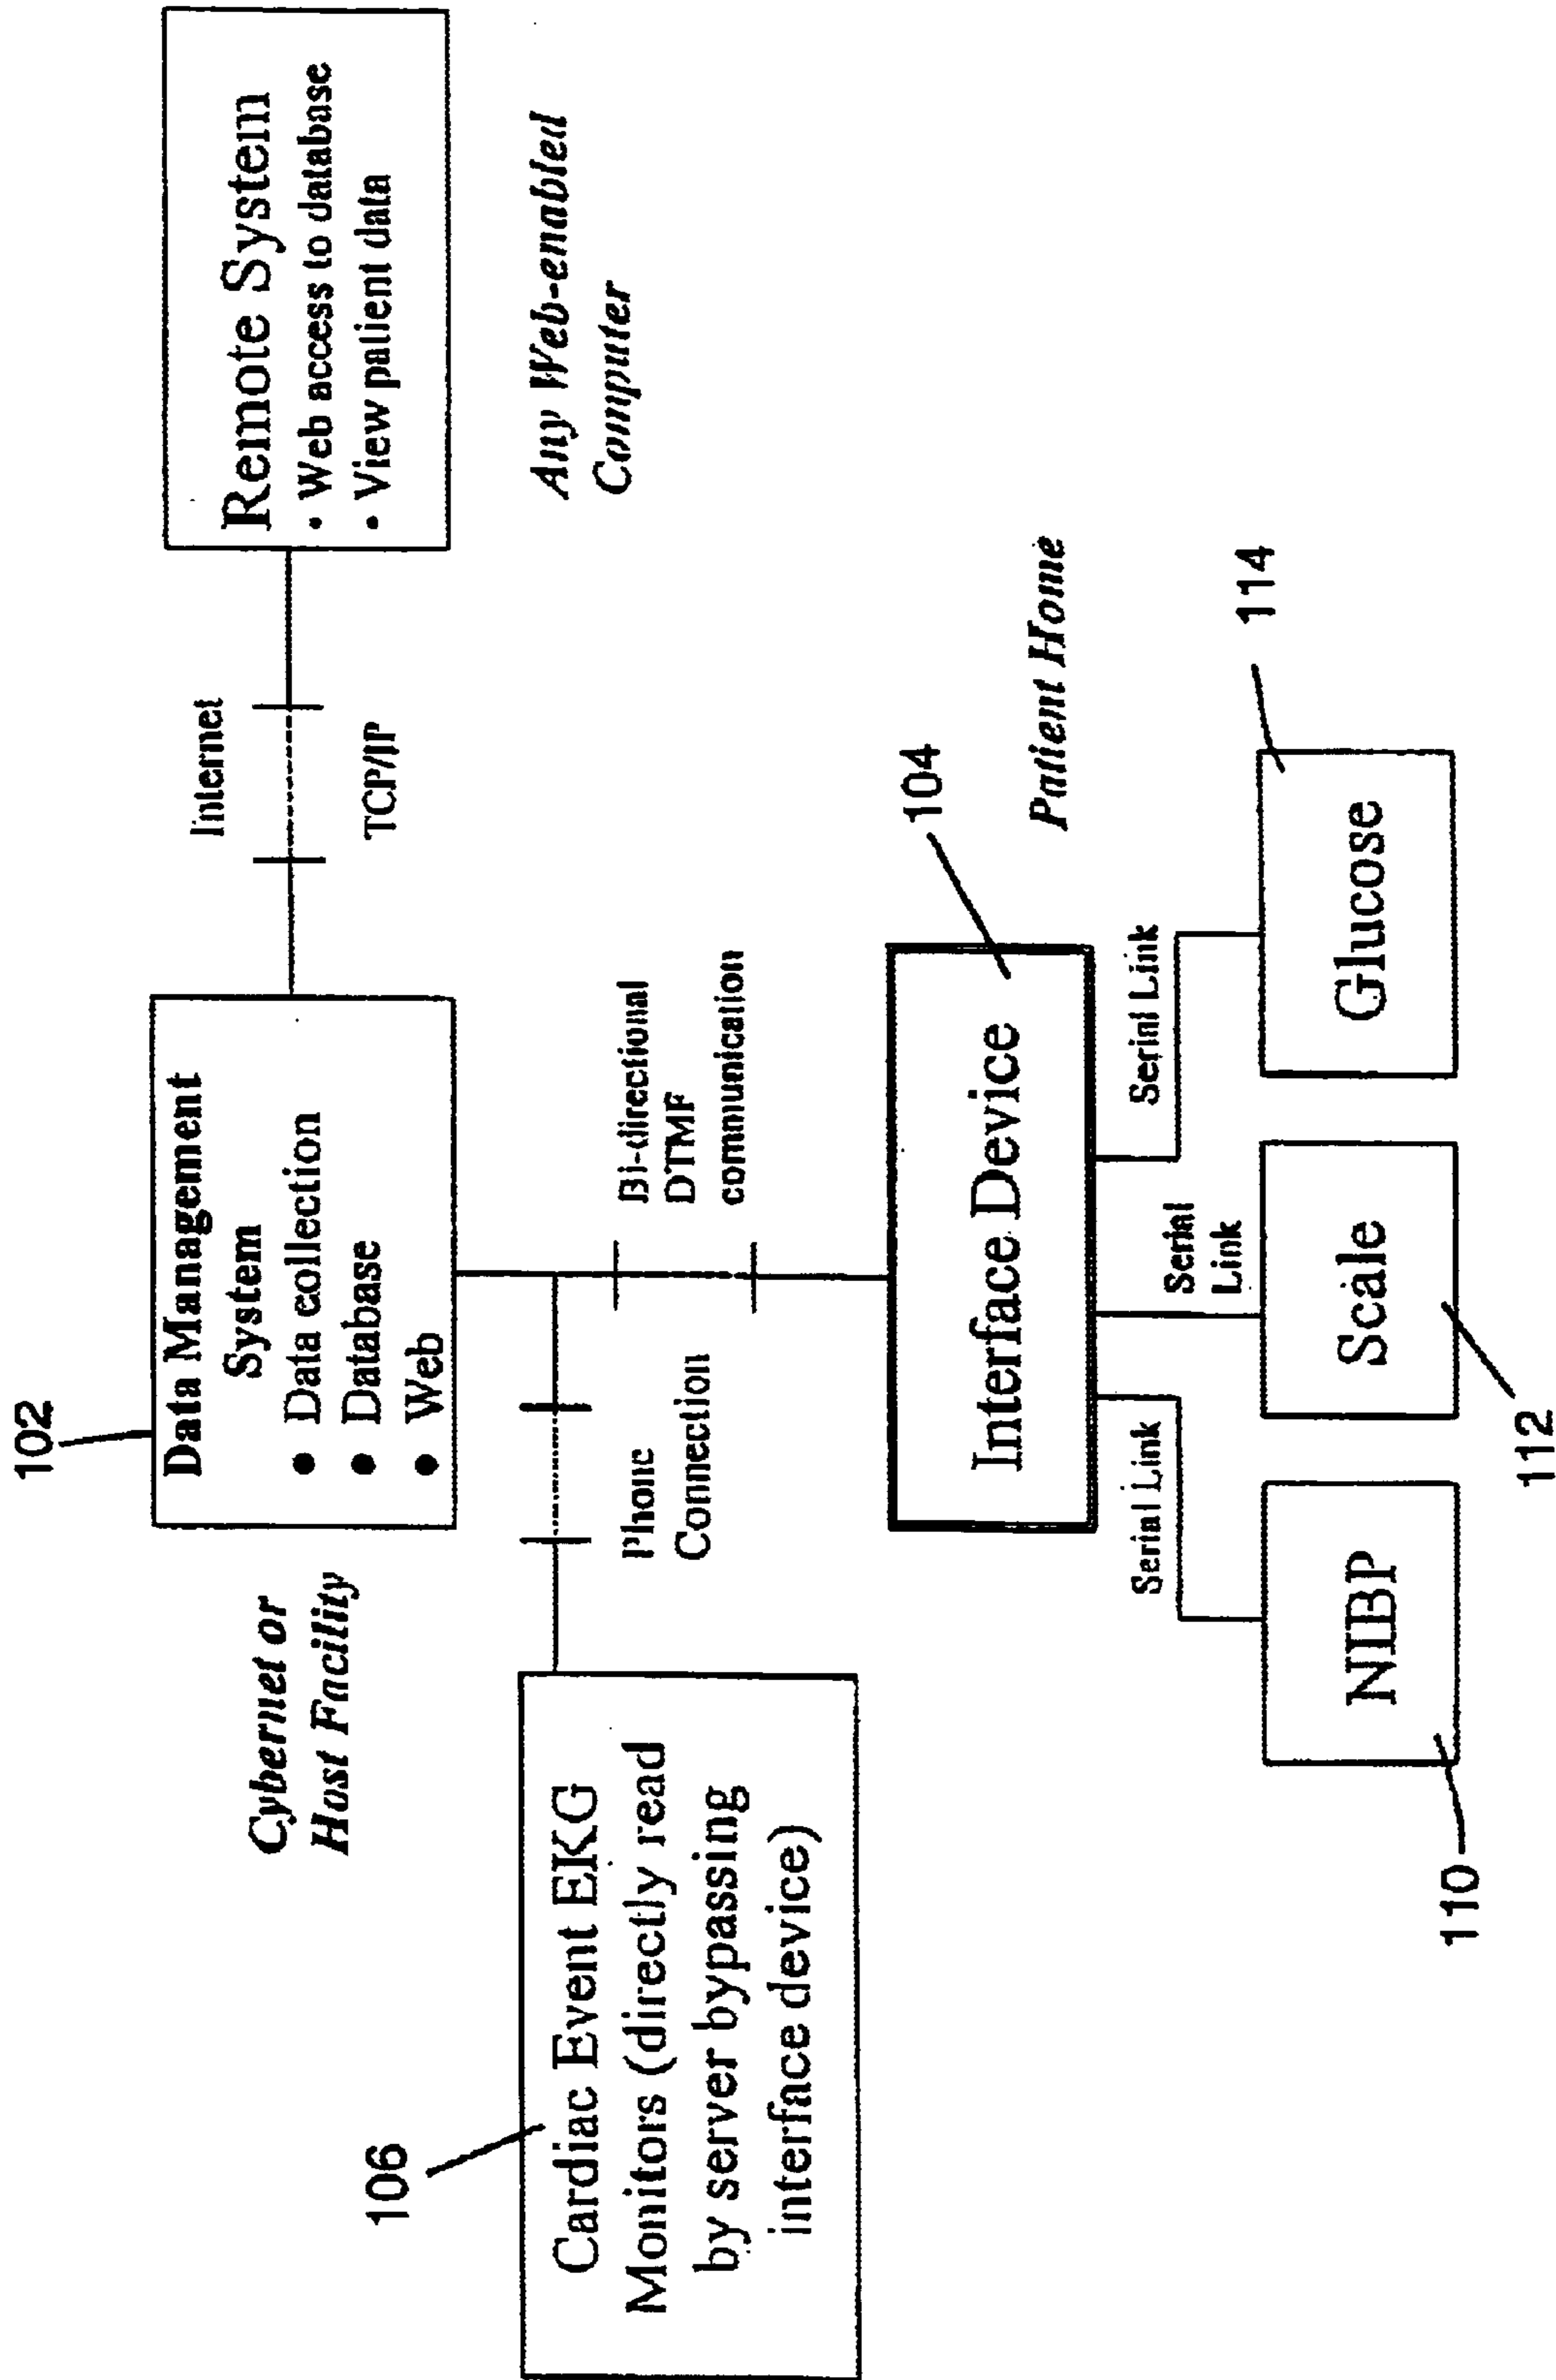 102
Data Management
System
• Data collection
• Database
• Web
Cybernet or
Host Facility
Internet
TCP/IP
Remote System
• Web access to database
• View patient data
Any Web-enabled
Computer
106
Cardiac Event EKG
Monitors (directly read
by server bypassing
interface device)
Phone
Connection
Bi-directional
DTMF
communication
104
Interface Device
Patient Home
Serial Link
Serial
Link
Serial Link
NIBP
Scale
Glucose
110
112
114